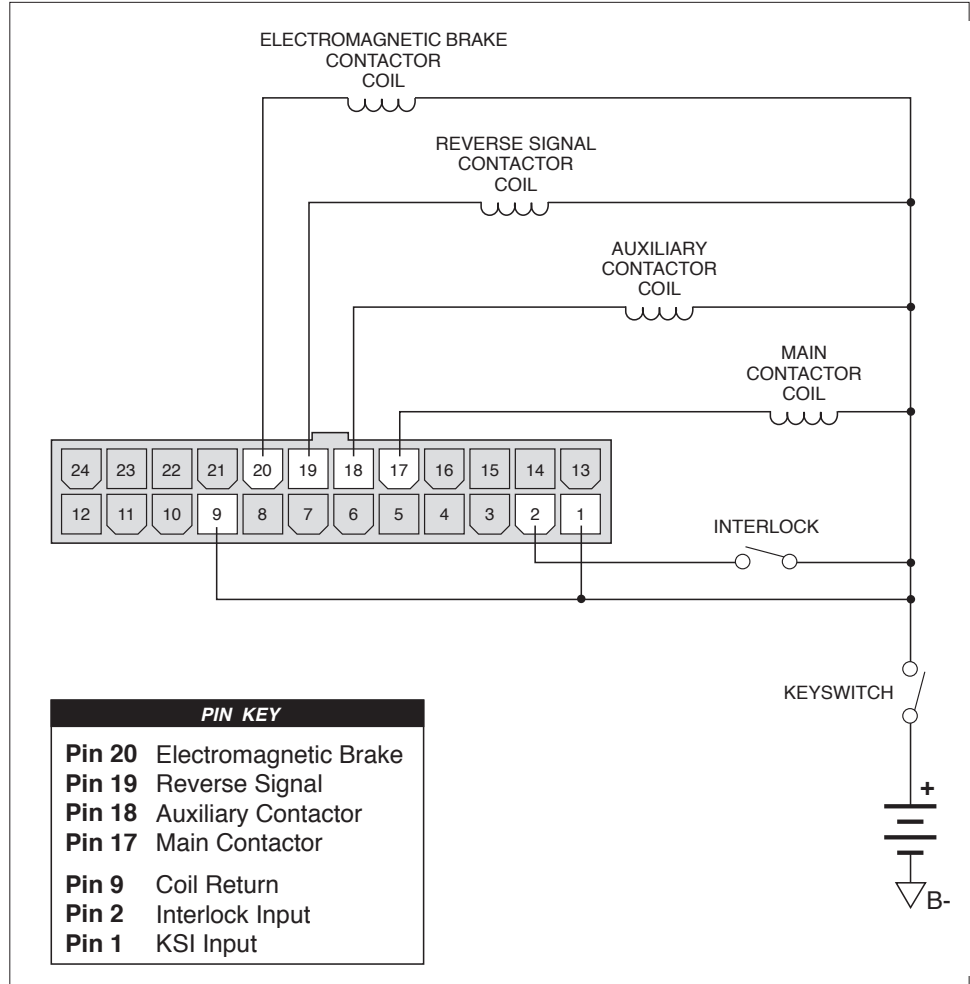 ELECTROMAGNETIC BRAKE
CONTACTOR
COIL
REVERSE SIGNAL
CONTACTOR
COIL
AUXILIARY
CONTACTOR
COIL
MAIN
CONTACTOR
COIL
24 23 22 21 20 19 18 17 16 15 14 13
12 11 10 9 8 7 6 5 4 3 2 1
INTERLOCK
KEYSWITCH
+
B-
PIN KEY
Pin 20 Electromagnetic Brake
Pin 19 Reverse Signal
Pin 18 Auxiliary Contactor
Pin 17 Main Contactor
Pin 9 Coil Return
Pin 2 Interlock Input
Pin 1 KSI Input